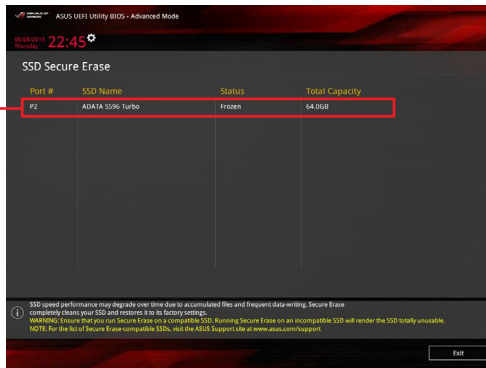 REPUBLIC OF
GAMERS
ASUS UEFI Utility BIOS - Advanced Mode
05/28/2015
Thursday
22:45
SSD Secure Erase
Port # SSD Name Status Total Capacity
P2 ADATA S596 Turbo Frozen 64.0GB
SSD speed performance may degrade over time due to accumulated files and frequent data-writing. Secure Erase
completely cleans your SSD and restores it to its factory settings.
WARNING: Ensure that you run Secure Erase on a compatible SSD. Running Secure Erase on an incompatible SSD will render the SSD totally unusable.
NOTE: For the list of Secure Erase-compatible SSDs, visit the ASUS Support site at www.asus.com/support
Exit